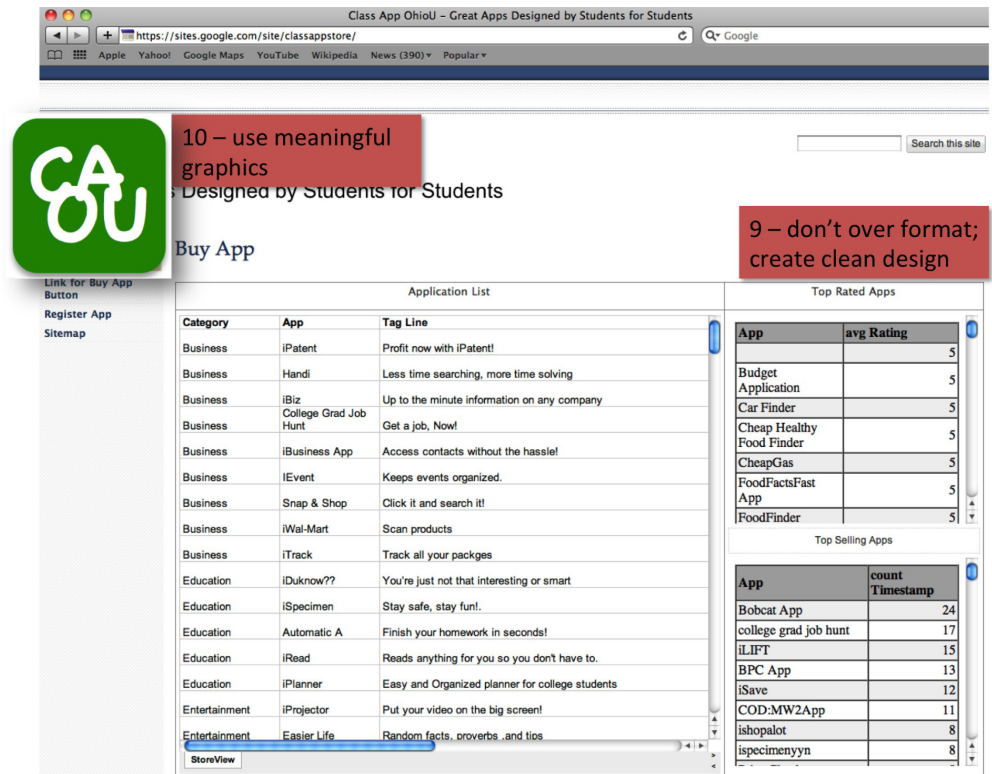 Class App OhioU – Great Apps Designed by Students for Students
https://sites.google.com/site/classappstore/
Google
Apple Yahoo! Google Maps YouTube Wikipedia News (390) Popular
CA
OU
10 – use meaningful
graphics
Search this site
s Designed by Students for Students
9 – don't over format;
create clean design
Buy App
Link for Buy App
Button
Register App
Sitemap
Application List
Category App Tag Line
Business iPatent Profit now with iPatent!
Business Handi Less time searching, more time solving
Business iBiz Up to the minute information on any company
Business College Grad Job Hunt Get a job, Now!
Business iBusiness App Access contacts without the hassle!
Business IEvent Keeps events organized.
Business Snap & Shop Click it and search it!
Business iWal-Mart Scan products
Business iTrack Track all your packges
Education iDuknow?? You're just not that interesting or smart
Education iSpecimen Stay safe, stay fun!.
Education Automatic A Finish your homework in seconds!
Education iRead Reads anything for you so you don't have to.
Education iPlanner Easy and Organized planner for college students
Entertainment iProjector Put your video on the big screen!
Entertainment Easier Life Random facts, proverbs ,and tips
StoreView
Top Rated Apps
App avg Rating
5
Budget
Application 5
Car Finder 5
Cheap Healthy
Food Finder 5
CheapGas 5
FoodFactsFast
App 5
FoodFinder 5
Top Selling Apps
App count
Timestamp
Bobcat App 24
college grad job hunt 17
iLIFT 15
BPC App 13
iSave 12
COD:MW2App 11
ishopalot 8
ispecimenyyn 8